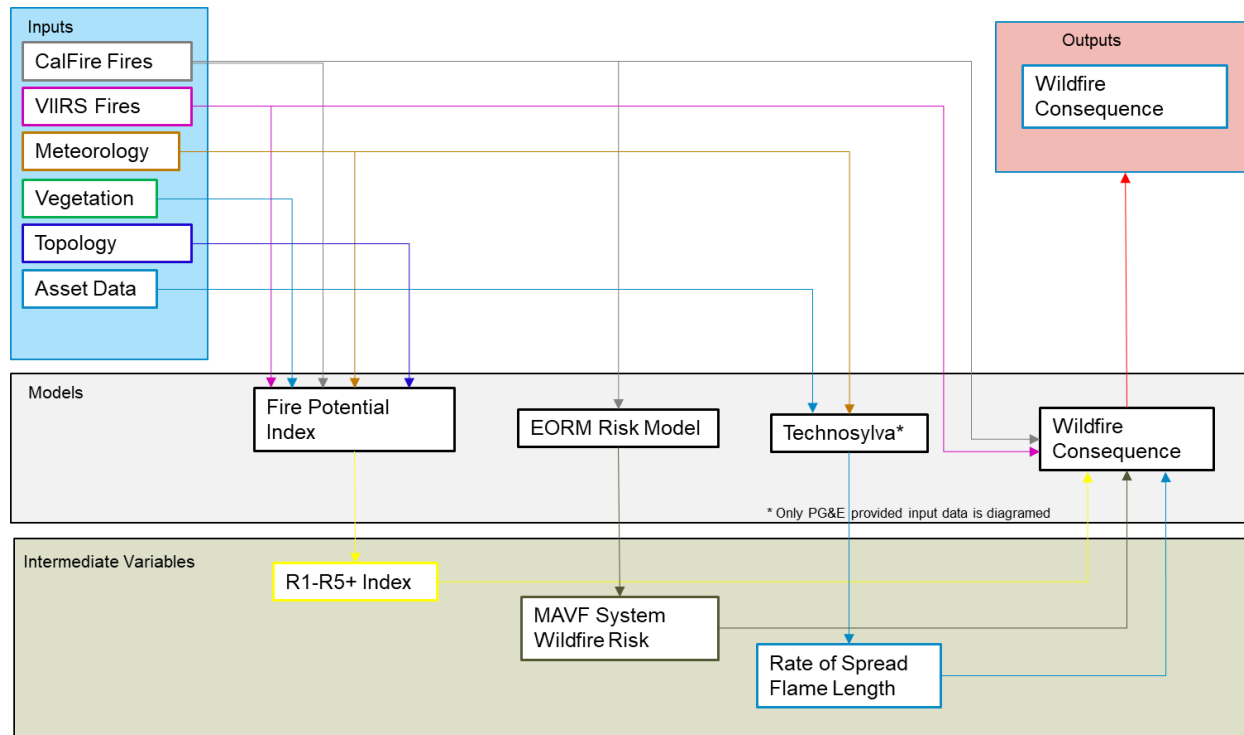 Inputs
CalFire Fires
VIIRS Fires
Meteorology
Vegetation
Topology
Asset Data
Outputs
Wildfire
Consequence
Models
Fire Potential
Index
EORM Risk Model
Technosylva*
Wildfire
Consequence
* Only PG&E provided input data is diagramed
Intermediate Variables
R1-R5+ Index
MAVF System
Wildfire Risk
Rate of Spread
Flame Length